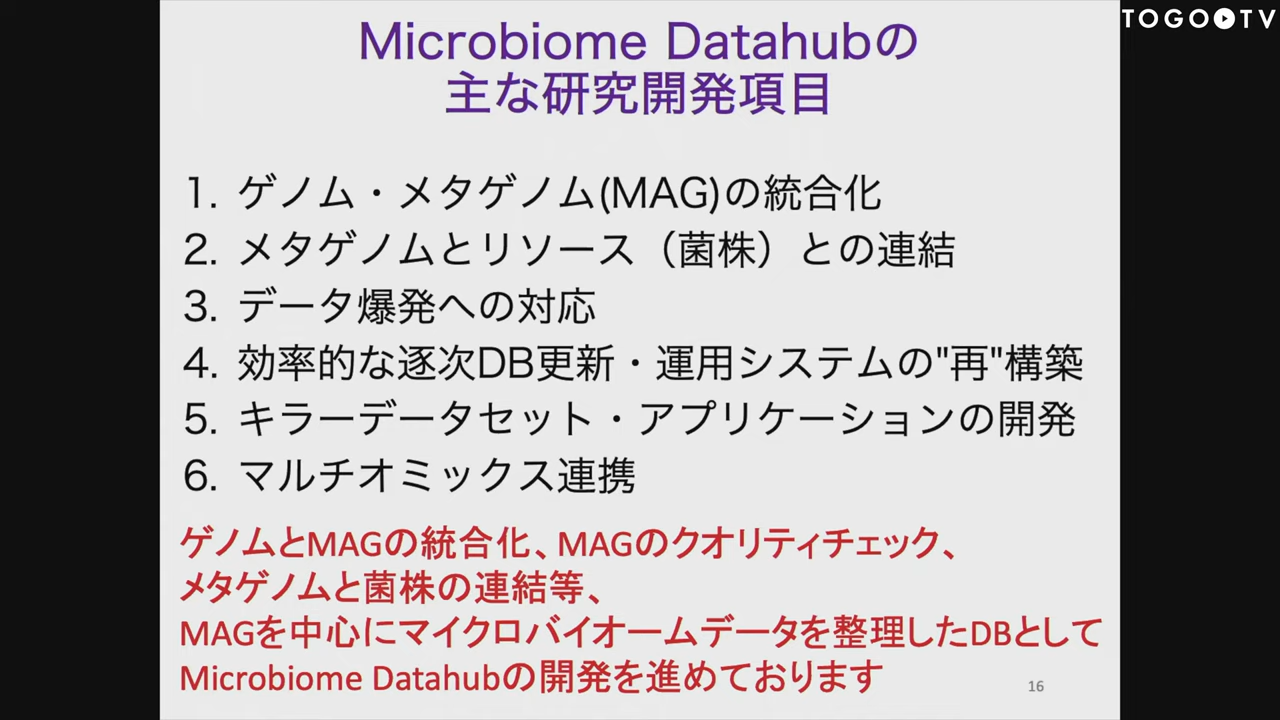 TOGO TV
Microbiome Datahubの
主な研究開発項目
1. ゲノム・メタゲノム(MAG)の統合化
2. メタゲノムとリソース（菌株）との連結
3. データ爆発への対応
4. 効率的な逐次DB更新・運用システムの"再"構築
5. キラーデータセット・アプリケーションの開発
6. マルチオミックス連携
ゲノムとMAGの統合化、MAGのクオリティチェック、
メタゲノムと菌株の連結等、
MAGを中心にマイクロバイオームデータを整理したDBとして
Microbiome Datahubの開発を進めております
16